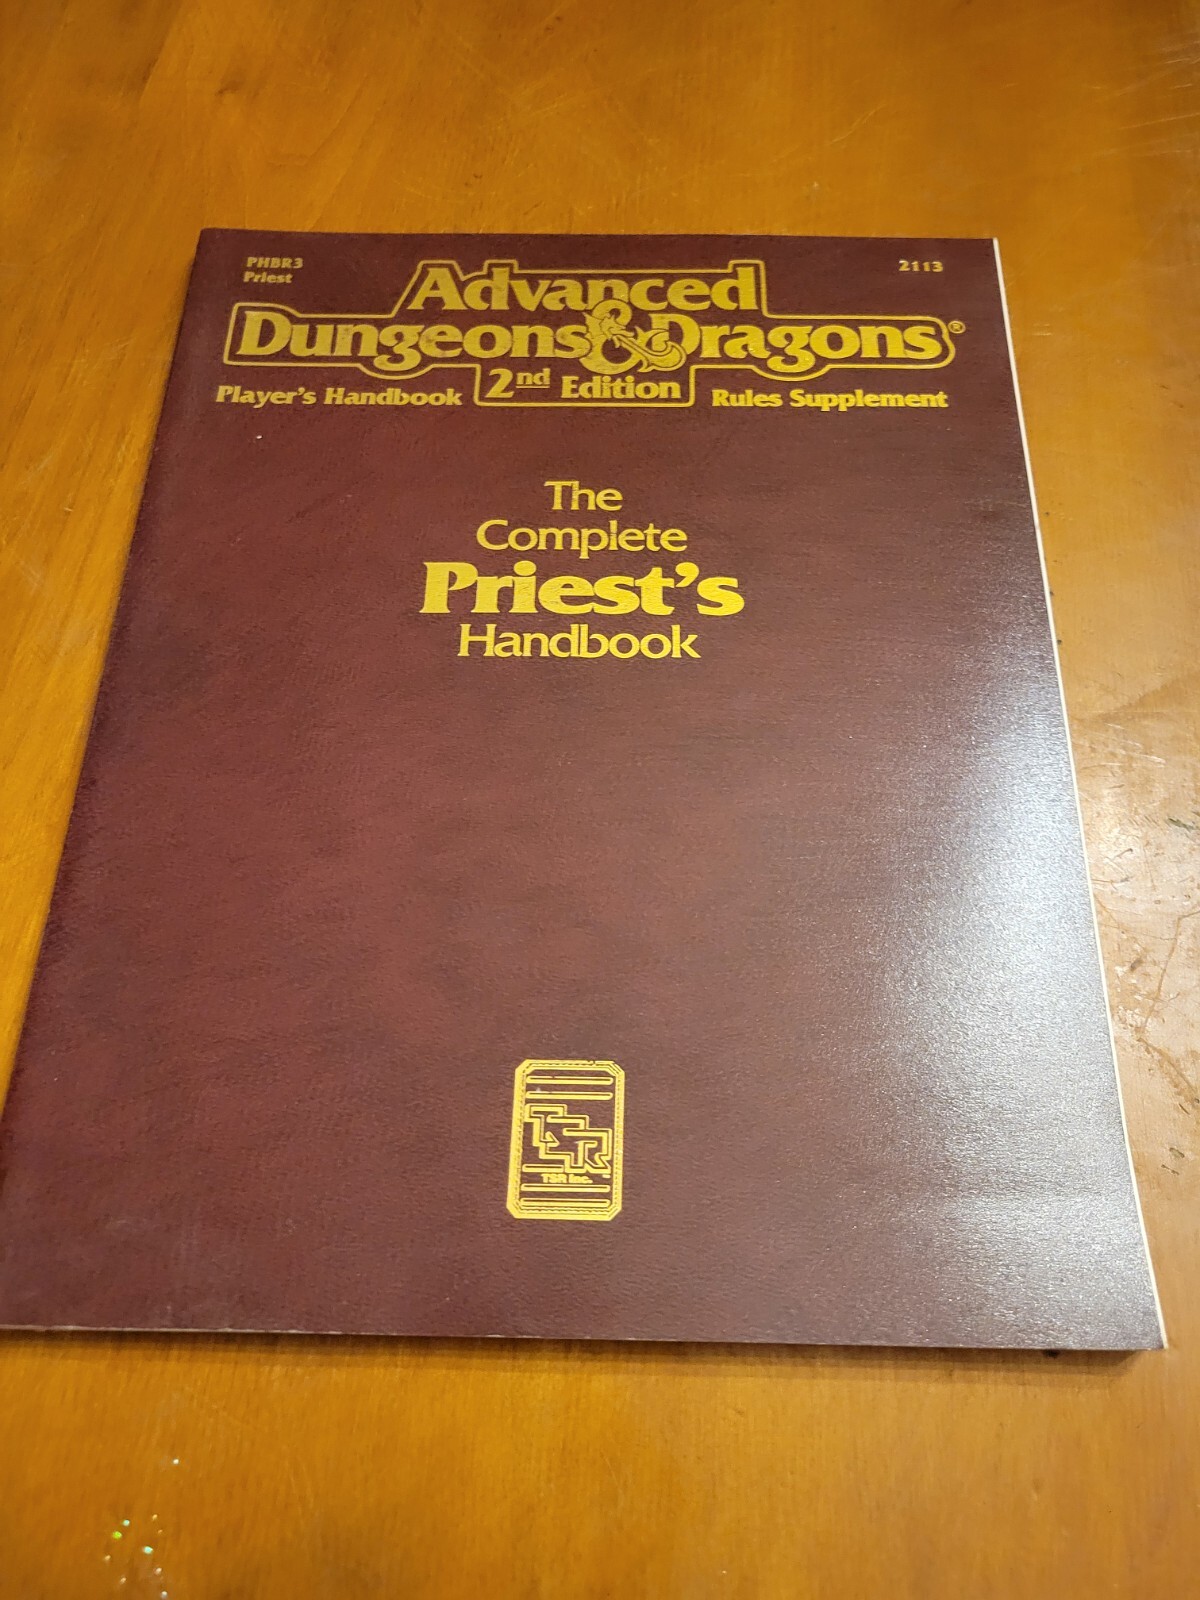 PHBR3
Priest
2113
Advanced
Dungeons & Dragons®
2nd Edition
Player's Handbook
Rules Supplement
The
Complete
Priest's
Handbook
TSR
TSR Inc.™